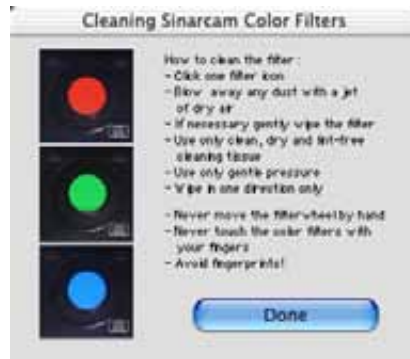 Cleaning Sinarcam Color Filters
How to clean the filter :
- Click one filter icon
- Blow away any dust with a jet
of dry air
- If necessary gently wipe the filter
- Use only clean, dry and lint-free
cleaning tissue
- Use only gentle pressure
- Wipe in one direction only
- Never move the filterwheel by hand
- Never touch the color filters with
your fingers
- Avoid fingerprints!
Done